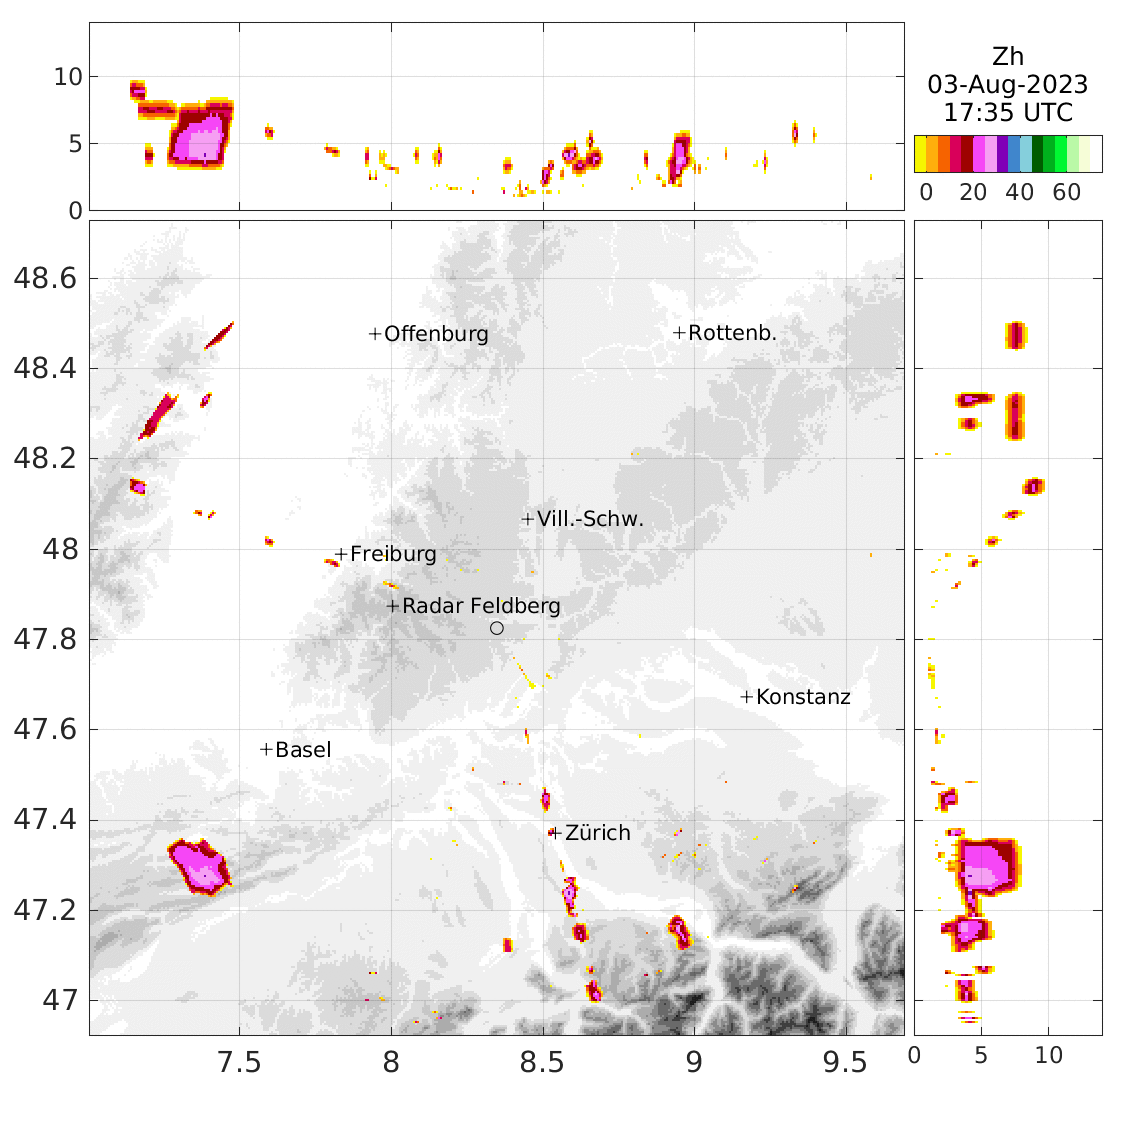 10
5
0
Zh
03-Aug-2023
17:35 UTC
0 20 40 60
48.6
48.4
48.2
48
47.8
47.6
47.4
47.2
47
Offenburg
Rottenb.
Vill.-Schw.
Freiburg
Radar Feldberg
Konstanz
Basel
Zürich
7.5 8 8.5 9 9.5
0 5 10